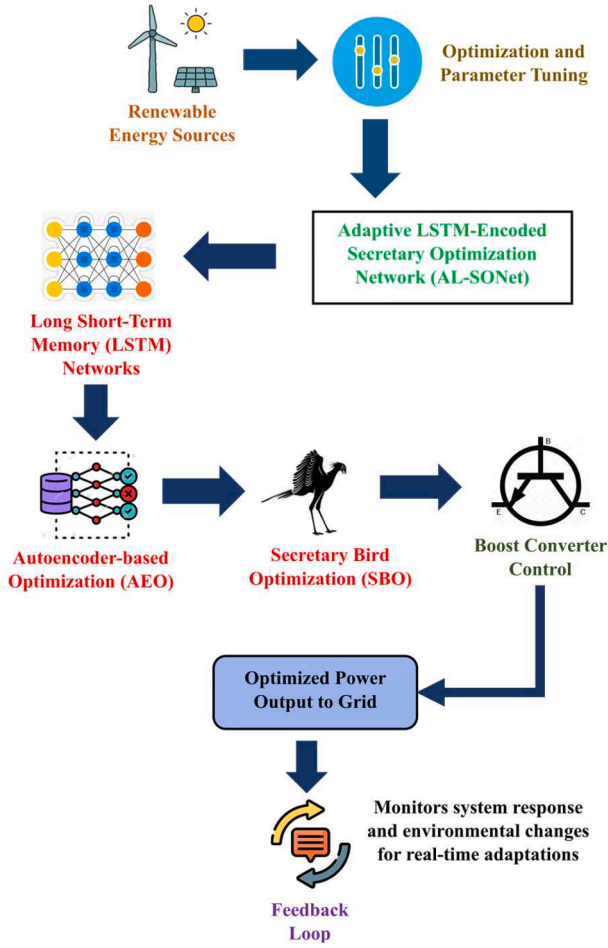 Renewable
Energy Sources
Optimization and
Parameter Tuning
Adaptive LSTM-Encoded
Secretary Optimization
Network (AL-SONet)
Long Short-Term
Memory (LSTM)
Networks
Autoencoder-based
Optimization (AEO)
Secretary Bird
Optimization (SBO)
B
E
C
Boost Converter
Control
Optimized Power
Output to Grid
Monitors system response
and environmental changes
for real-time adaptations
Feedback
Loop